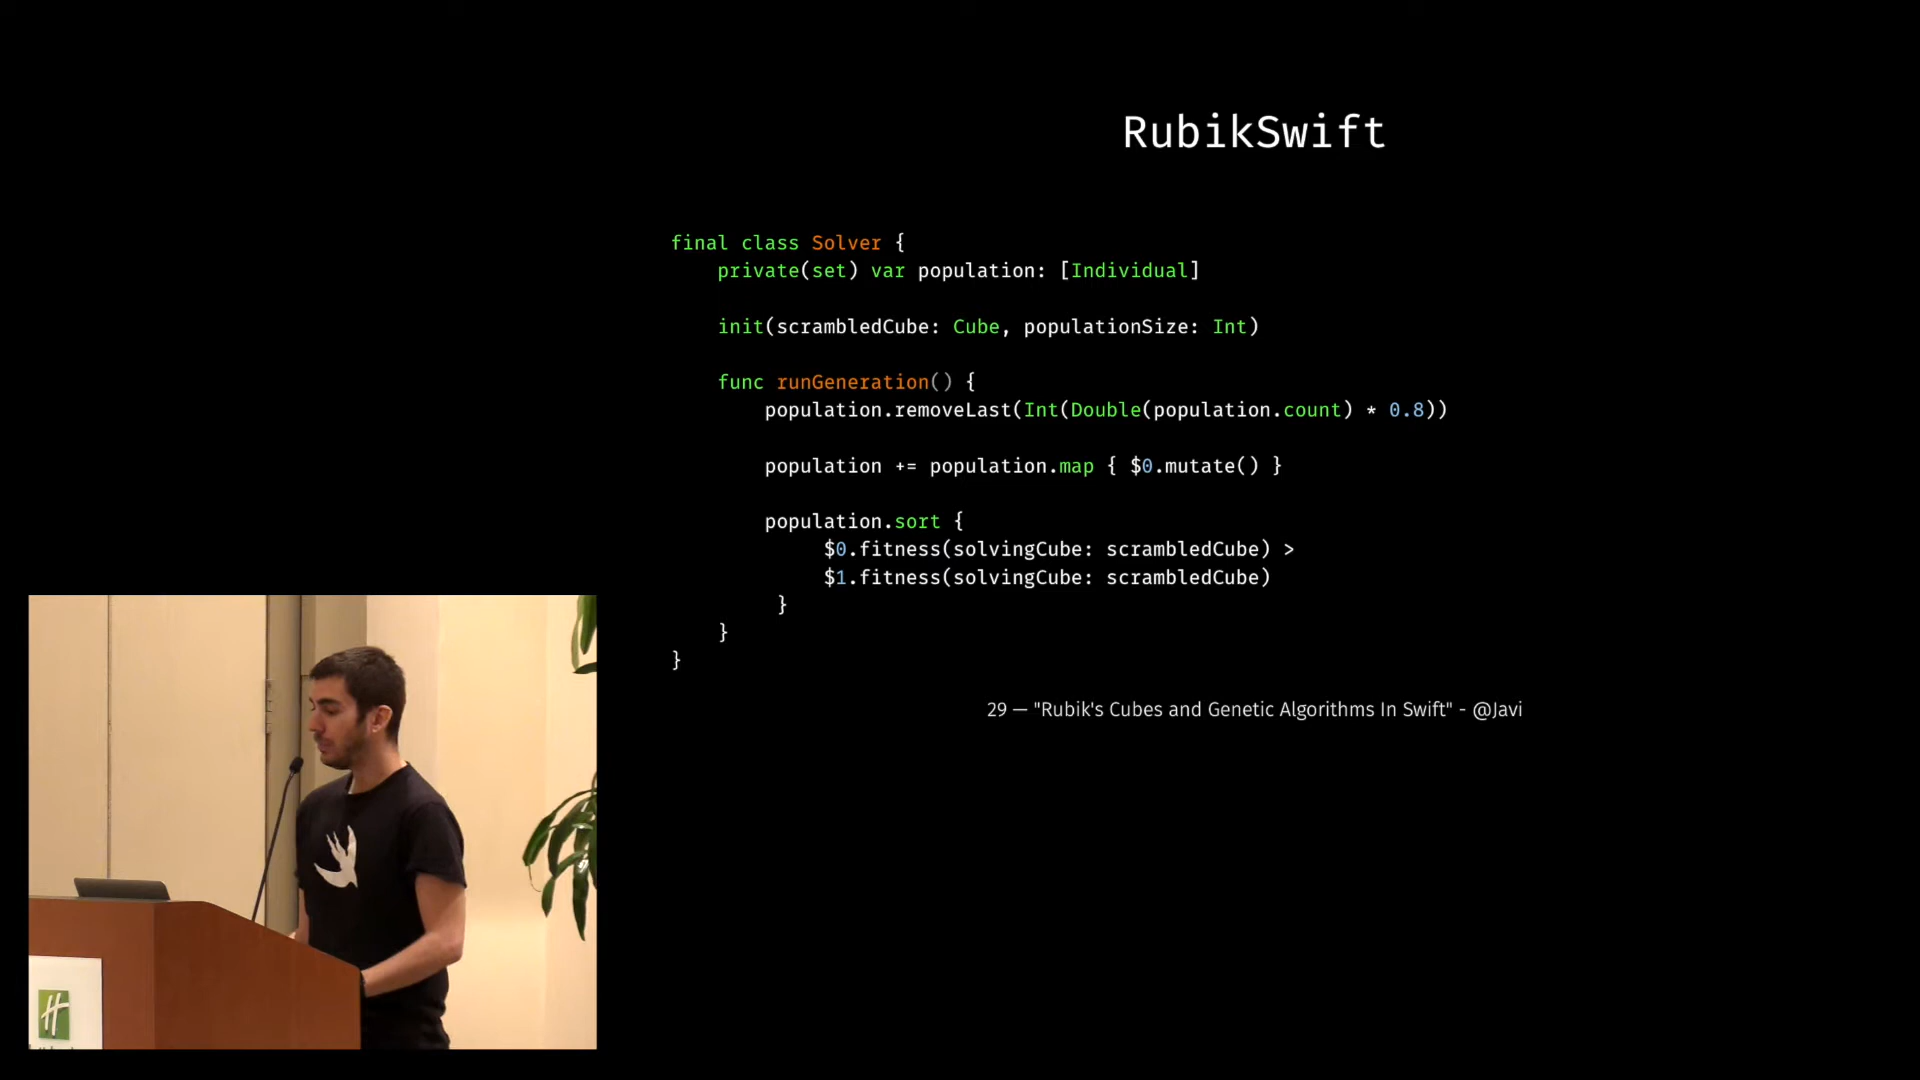 RubikSwift
final class Solver {
private(set) var population: [Individual]
init(scrambledCube: Cube, populationSize: Int)
func runGeneration() {
population.removeLast(Int(Double(population.count) * 0.8))
population += population.map { $0.mutate() }
population.sort {
$0.fitness(solvingCube: scrambledCube) >
$1.fitness(solvingCube: scrambledCube)
}
}
}
29 — "Rubik's Cubes and Genetic Algorithms In Swift" - @Javi
H